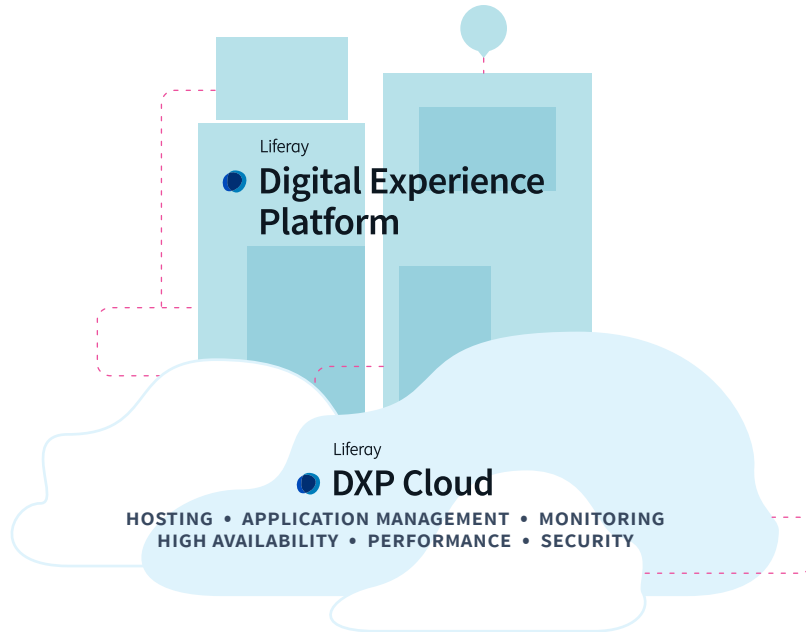 Liferay
Digital Experience
Platform
Liferay
DXP Cloud
HOSTING • APPLICATION MANAGEMENT • MONITORING
HIGH AVAILABILITY • PERFORMANCE • SECURITY